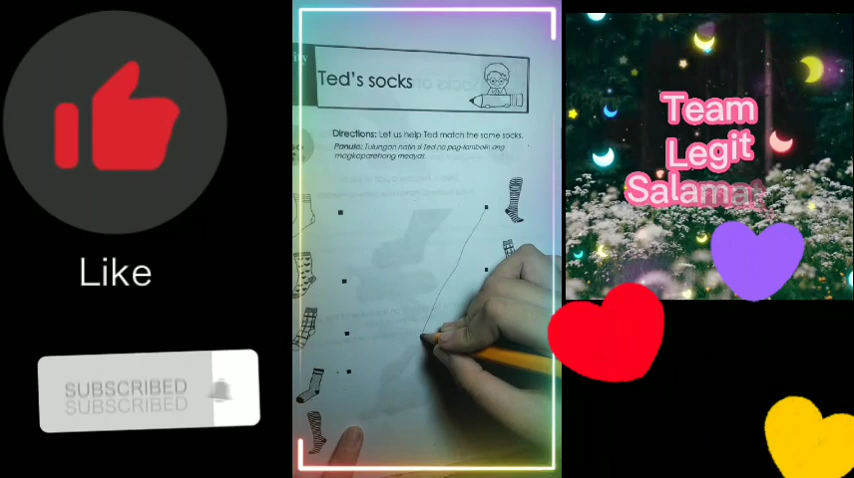 Like
SUBSCRIBED
SUBSCRIBED
Ted's socks
Directions: Let us help Ted match the same socks.
Panuto: Tulungan natin si Ted na pag-tambalin ang
magkaparehong medyas.
Team
Legit
Salamat